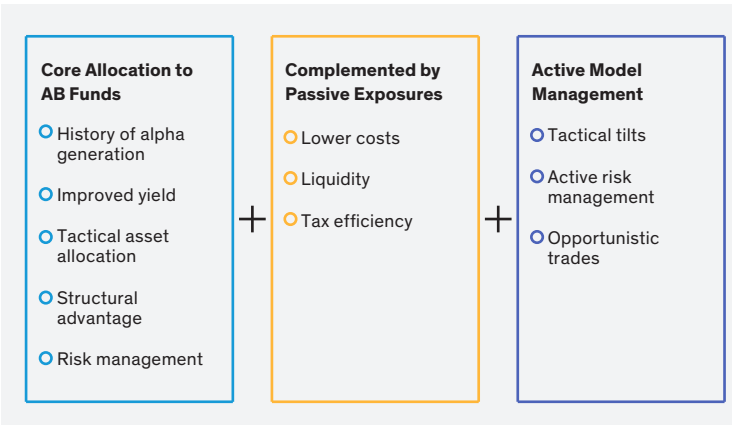 Core Allocation to
AB Funds
History of alpha
generation
Improved yield
Tactical asset
allocation
Structural
advantage
Risk management
+
Complemented by
Passive Exposures
Lower costs
Liquidity
Tax efficiency
+
Active Model
Management
Tactical tilts
Active risk
management
Opportunistic
trades